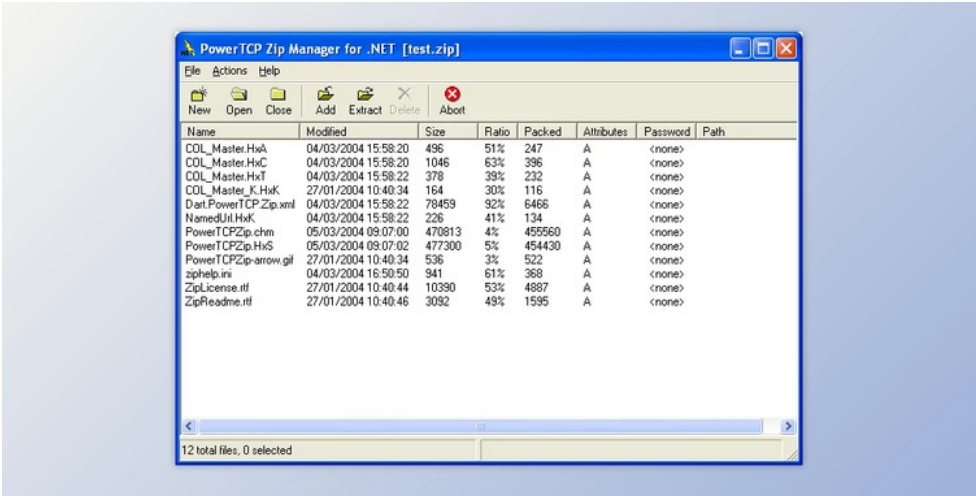 PowerTCP Zip Manager for .NET [test.zip]
File Actions Help
New Open Close Add Extract Delete Abort
Name Modified Size Ratio Packed Attributes Password Path
COL_Master.HxA 04/03/2004 15:58:20 496 51% 247 A <none>
COL_Master.HxC 04/03/2004 15:58:20 1046 63% 396 A <none>
COL_Master.HxT 04/03/2004 15:58:22 378 39% 232 A <none>
COL_Master_K.HxK 27/01/2004 10:40:34 164 30% 116 A <none>
Dart.PowerTCP.Zip.xml 04/03/2004 15:58:22 78459 92% 6466 A <none>
NamedUrl.HxK 04/03/2004 15:58:22 226 41% 134 A <none>
PowerTCPZip.chm 05/03/2004 09:07:00 470813 4% 455560 A <none>
PowerTCPZip.HxS 05/03/2004 09:07:02 477300 5% 454430 A <none>
PowerTCPZip-arrow.gif 27/01/2004 10:40:34 536 3% 522 A <none>
ziphelp.ini 04/03/2004 16:50:50 941 61% 368 A <none>
ZipLicense.rtf 27/01/2004 10:40:44 10390 53% 4887 A <none>
ZipReadme.rtf 27/01/2004 10:40:46 3092 49% 1595 A <none>
12 total files, 0 selected